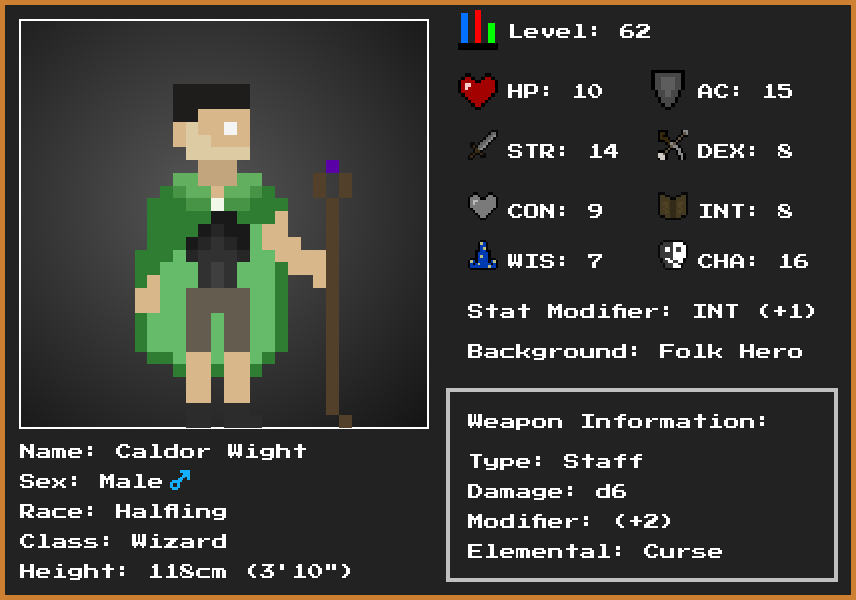 Level: 62
HP: 10
AC: 15
STR: 14
DEX: 8
CON: 9
INT: 8
WIS: 7
CHA: 16
Stat Modifier: INT (+1)
Background: Folk Hero
Weapon Information:
Type: Staff
Damage: d6
Modifier: (+2)
Elemental: Curse
Name: Caldor Wight
Sex: Male♂
Race: Halfling
Class: Wizard
Height: 118cm (3'10")